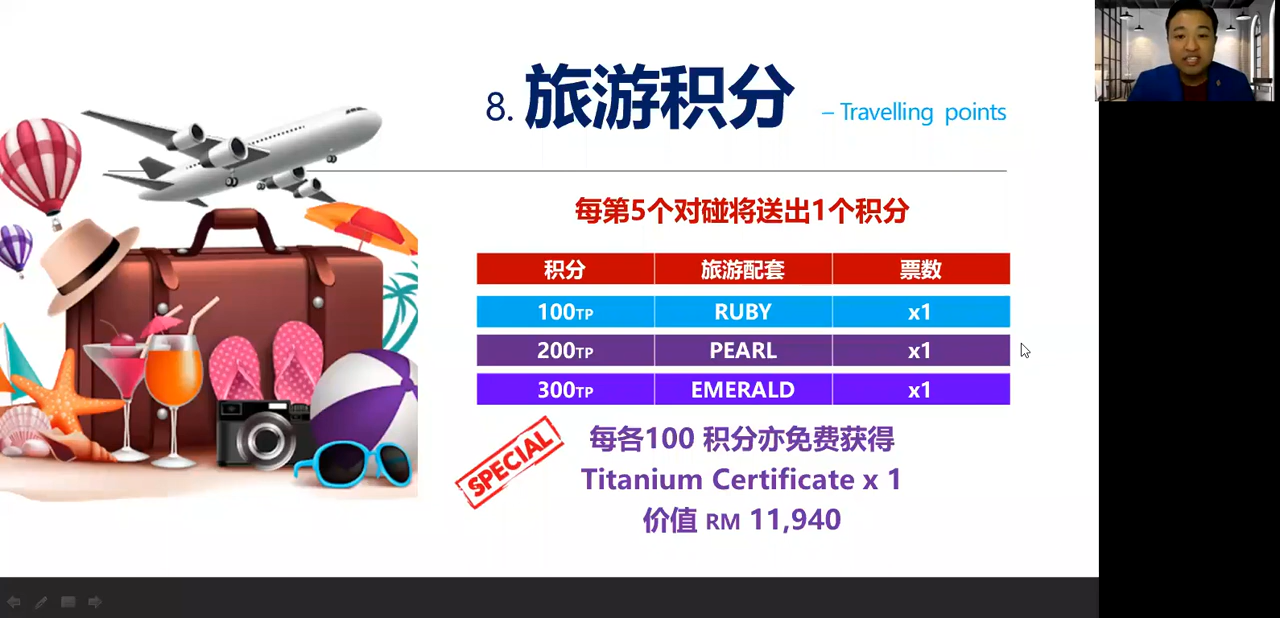 8. 旅游积分 – Travelling points
每第5个对碰将送出1个积分
积分 旅游配套 票数
100TP RUBY x1
200TP PEARL x1
300TP EMERALD x1
SPECIAL
每各100 积分亦免费获得
Titanium Certificate x 1
价值 RM 11,940